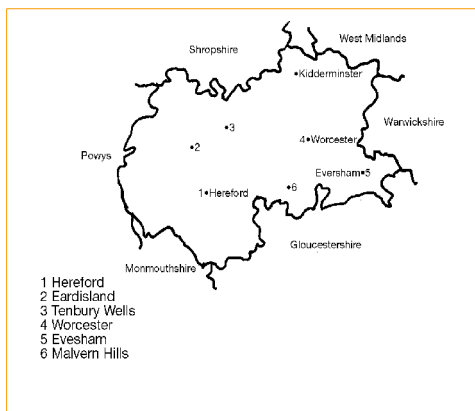 West Midlands
Shropshire
Kidderminster
Warwickshire
3
4 Worcester
2
Powys
Eversham 5
6
1 Hereford
Gloucestershire
Monmouthshire
1 Hereford
2 Eardisland
3 Tenbury Wells
4 Worcester
5 Evesham
6 Malvern Hills